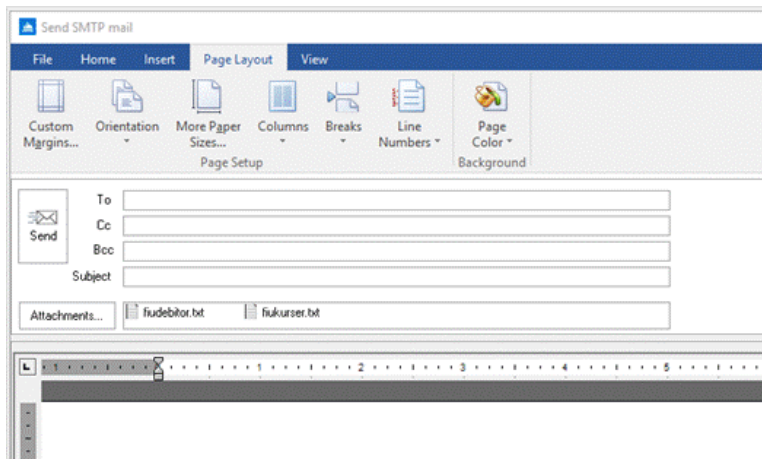 Send SMTP mail
File Home Insert Page Layout View
Custom Margins... Orientation More Paper Sizes... Columns Breaks Line Numbers Page Color
Page Setup Background
Send
To
Cc
Bcc
Subject
Attachments... fiudebitor.txt fiukurser.txt
1 1 2 3 4 5